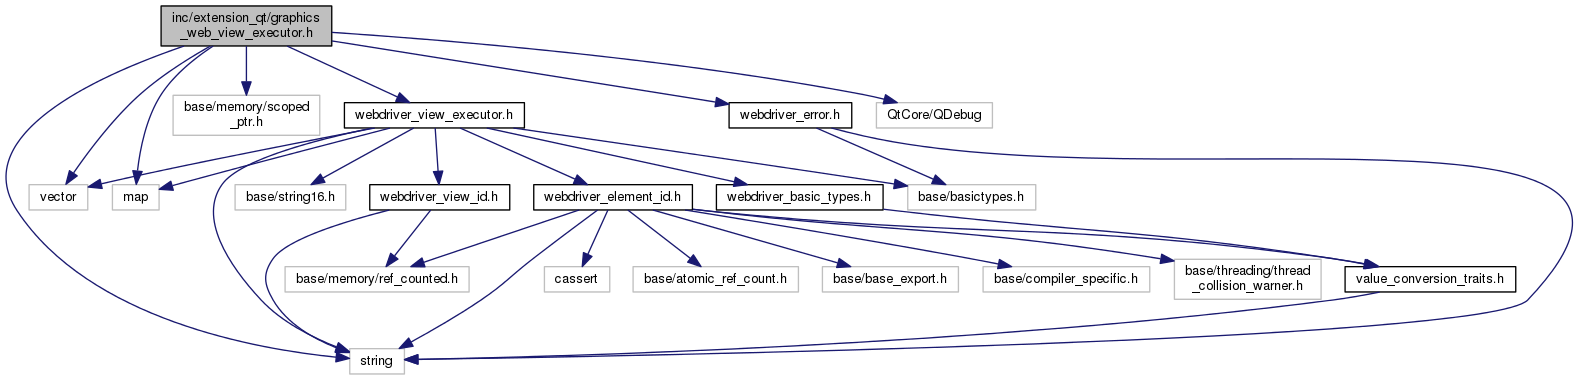 inc/extension_qt/graphics
_web_view_executor.h
base/memory/scoped
_ptr.h
webdriver_view_executor.h
webdriver_error.h
QtCore/QDebug
vector
map
base/string16.h
webdriver_view_id.h
webdriver_element_id.h
webdriver_basic_types.h
base/basictypes.h
base/memory/ref_counted.h
cassert
base/atomic_ref_count.h
base/base_export.h
base/compiler_specific.h
base/threading/thread
_collision_warner.h
value_conversion_traits.h
string